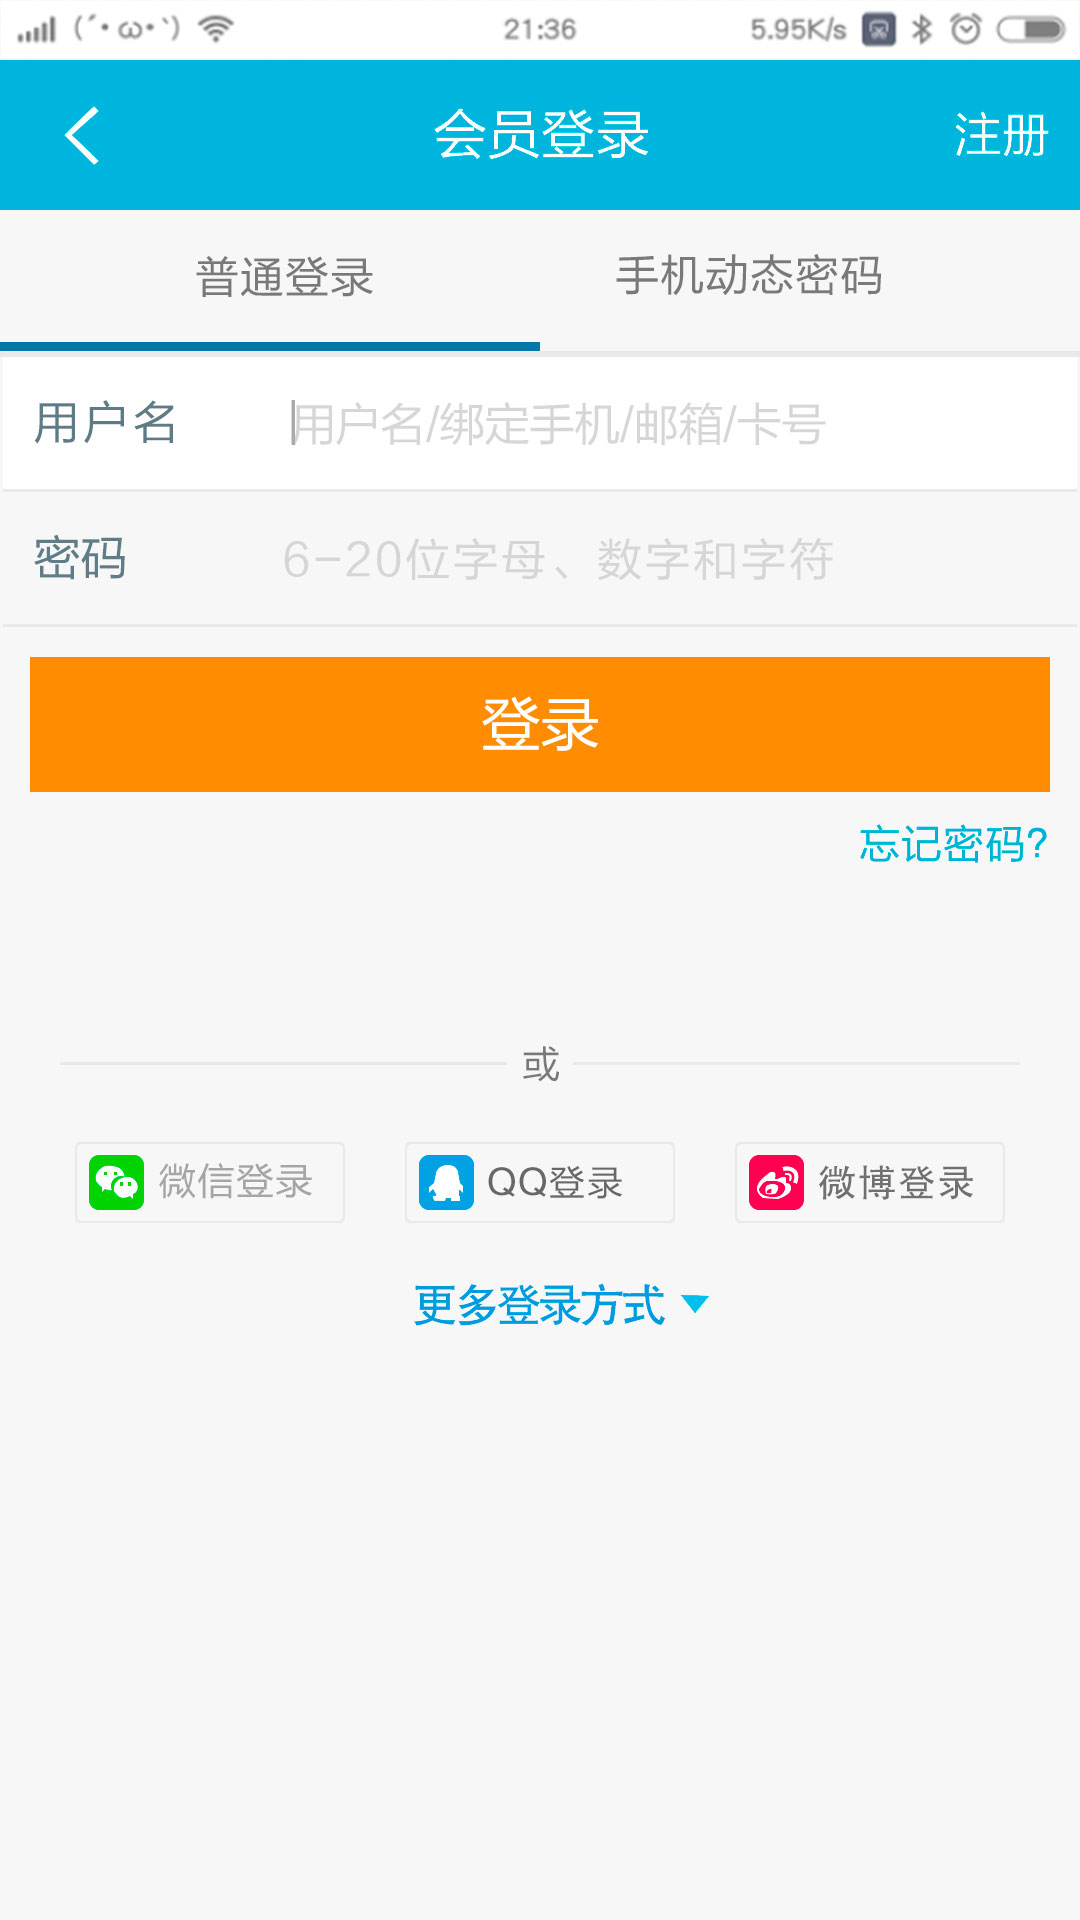 (´･ω･`) 21:36 5.95K/s
会员登录 注册
普通登录 手机动态密码
用户名 用户名/绑定手机/邮箱/卡号
密码 6-20位字母、数字和字符
登录
忘记密码?
或
微信登录 QQ登录 微博登录
更多登录方式